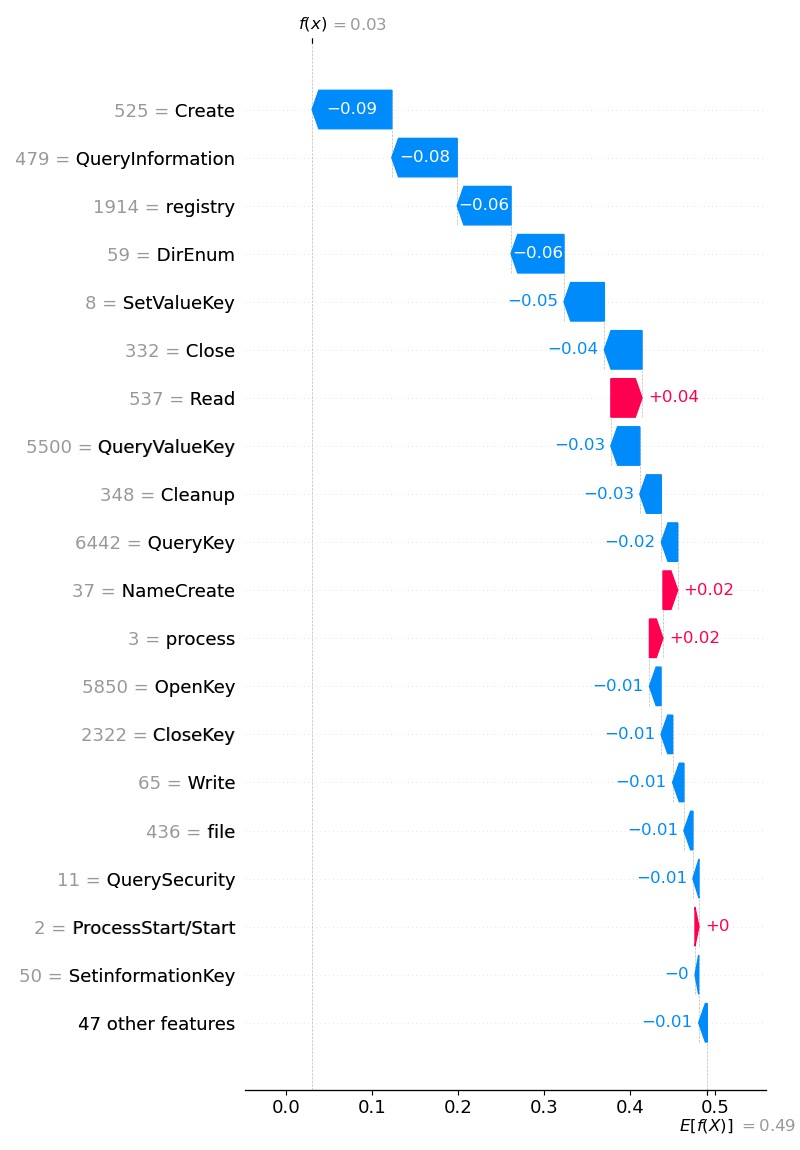 f(x) = 0.03
525 = Create −0.09
479 = QueryInformation −0.08
1914 = registry −0.06
59 = DirEnum −0.06
8 = SetValueKey −0.05
332 = Close −0.04
537 = Read +0.04
5500 = QueryValueKey −0.03
348 = Cleanup −0.03
6442 = QueryKey −0.02
37 = NameCreate +0.02
3 = process +0.02
5850 = OpenKey −0.01
2322 = CloseKey −0.01
65 = Write −0.01
436 = file −0.01
11 = QuerySecurity −0.01
2 = ProcessStart/Start +0
50 = SetinformationKey −0
47 other features −0.01
0.0 0.1 0.2 0.3 0.4 0.5
E[f(X)] = 0.49